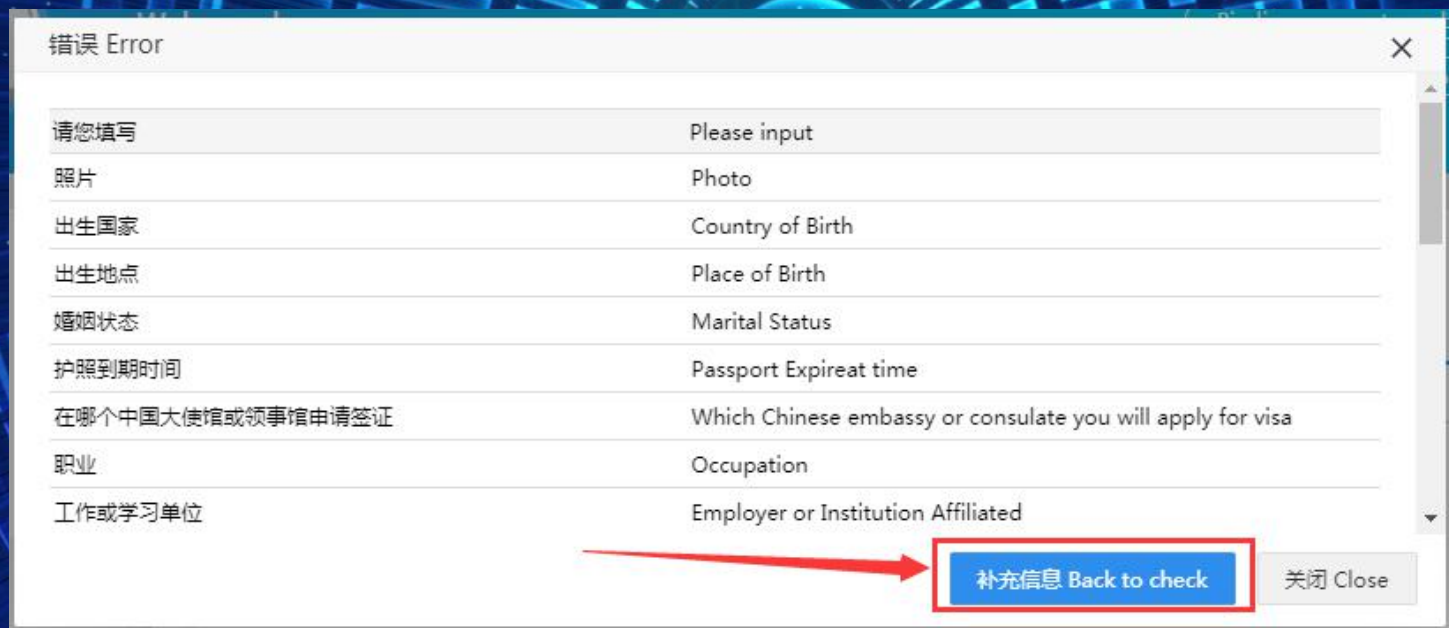 错误 Error
请您填写 Please input
照片 Photo
出生国家 Country of Birth
出生地点 Place of Birth
婚姻状态 Marital Status
护照到期时间 Passport Expireat time
在哪个中国大使馆或领事馆申请签证 Which Chinese embassy or consulate you will apply for visa
职业 Occupation
工作或学习单位 Employer or Institution Affiliated
补充信息 Back to check 关闭 Close